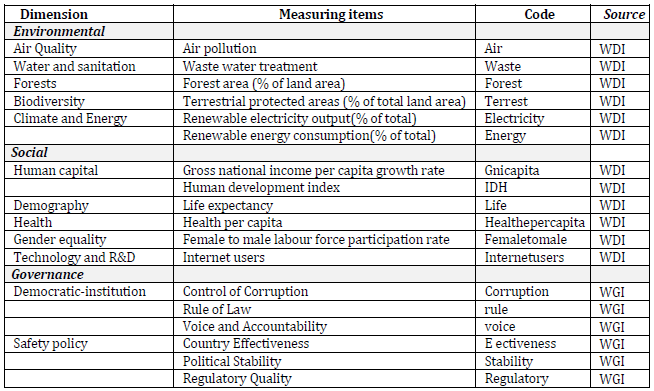 Dimension Measuring items Code Source
Environmental
Air Quality Air pollution Air WDI
Water and sanitation Waste water treatment Waste WDI
Forests Forest area (% of land area) Forest WDI
Biodiversity Terrestrial protected areas (% of total land area) Terrest WDI
Climate and Energy Renewable electricity output(% of total) Electricity WDI
Renewable energy consumption(% of total) Energy WDI
Social
Human capital Gross national income per capita growth rate Gnicapita WDI
Human development index IDH WDI
Demography Life expectancy Life WDI
Health Health per capita Healthepercapita WDI
Gender equality Female to male labour force participation rate Femaletomale WDI
Technology and R&D Internet users Internetusers WDI
Governance
Democratic-institution Control of Corruption Corruption WGI
Rule of Law rule WGI
Voice and Accountability voice WGI
Safety policy Country Effectiveness E ectiveness WGI
Political Stability Stability WGI
Regulatory Quality Regulatory WGI